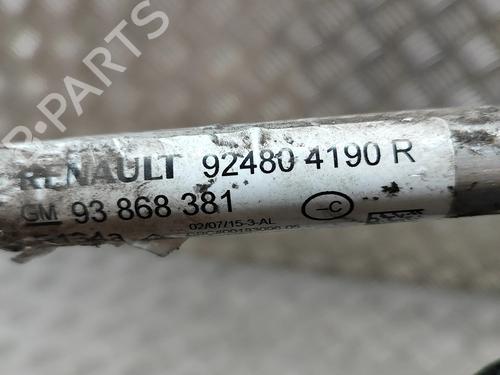 B-PARTS
RENAULT 92480 4190 R
GM 93 868 381
-C
02/07/15-3-AL